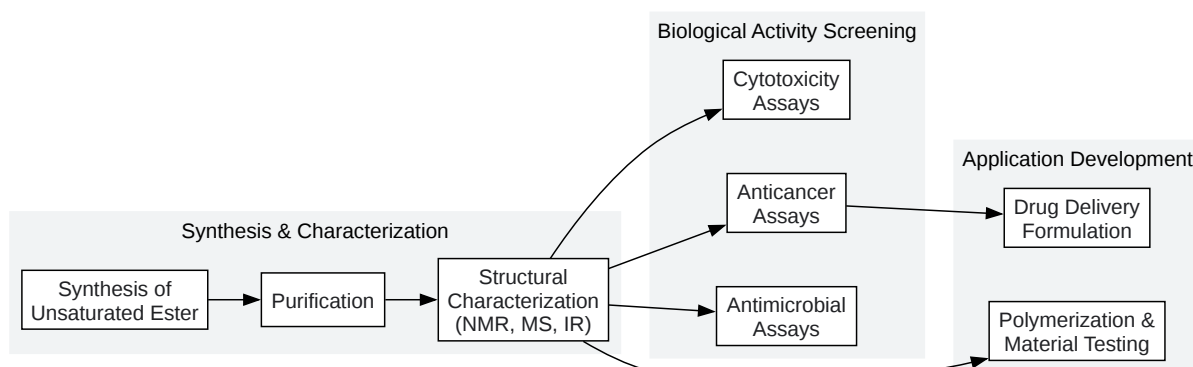 Biological Activity Screening
Cytotoxicity
Assays
Application Development
Anticancer
Assays
Drug Delivery
Formulation
Synthesis & Characterization
Synthesis of
Unsaturated Ester
Purification
Structural
Characterization
(NMR, MS, IR)
Antimicrobial
Assays
Polymerization &
Material Testing